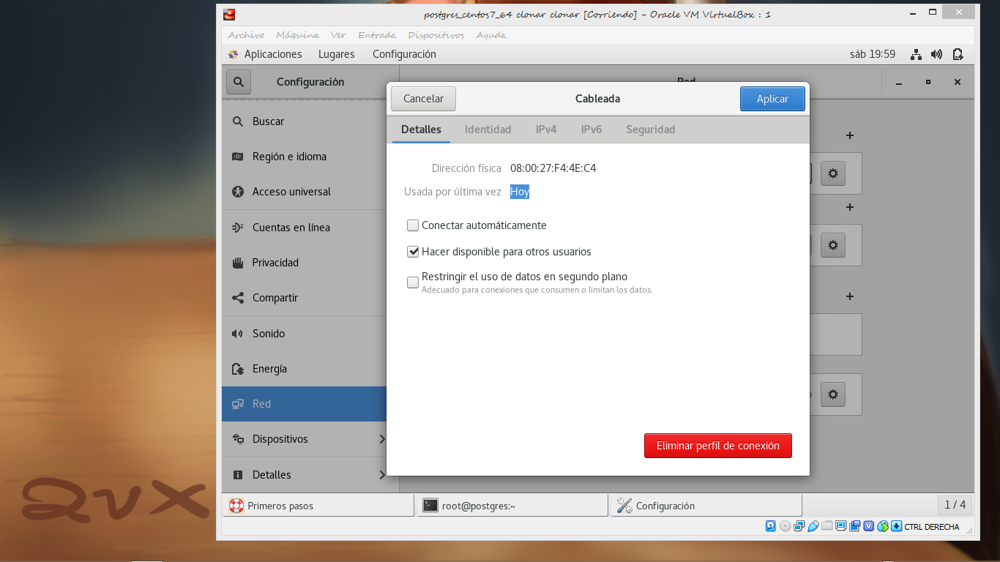 postgres_centos7_64 clonar clonar [Corriendo] - Oracle VM VirtualBox : 1
Archivo Máquina Ver Entrada Dispositivos Ayuda
Aplicaciones Lugares Configuración sáb 19:59
Configuración Red
Cancelar Cableada Aplicar
Detalles Identidad IPv4 IPv6 Seguridad
Buscar
Región e idioma
Acceso universal
Cuentas en línea
Privacidad
Compartir
Sonido
Energía
Red
Dispositivos
Detalles
Dirección física 08:00:27:F4:4E:C4
Usada por última vez Hoy
Conectar automáticamente
Hacer disponible para otros usuarios
Restringir el uso de datos en segundo plano
Adecuado para conexiones que consumen o limitan los datos.
Eliminar perfil de conexión
Primeros pasos root@postgres:~ Configuración 1 / 4
CTRL DERECHA